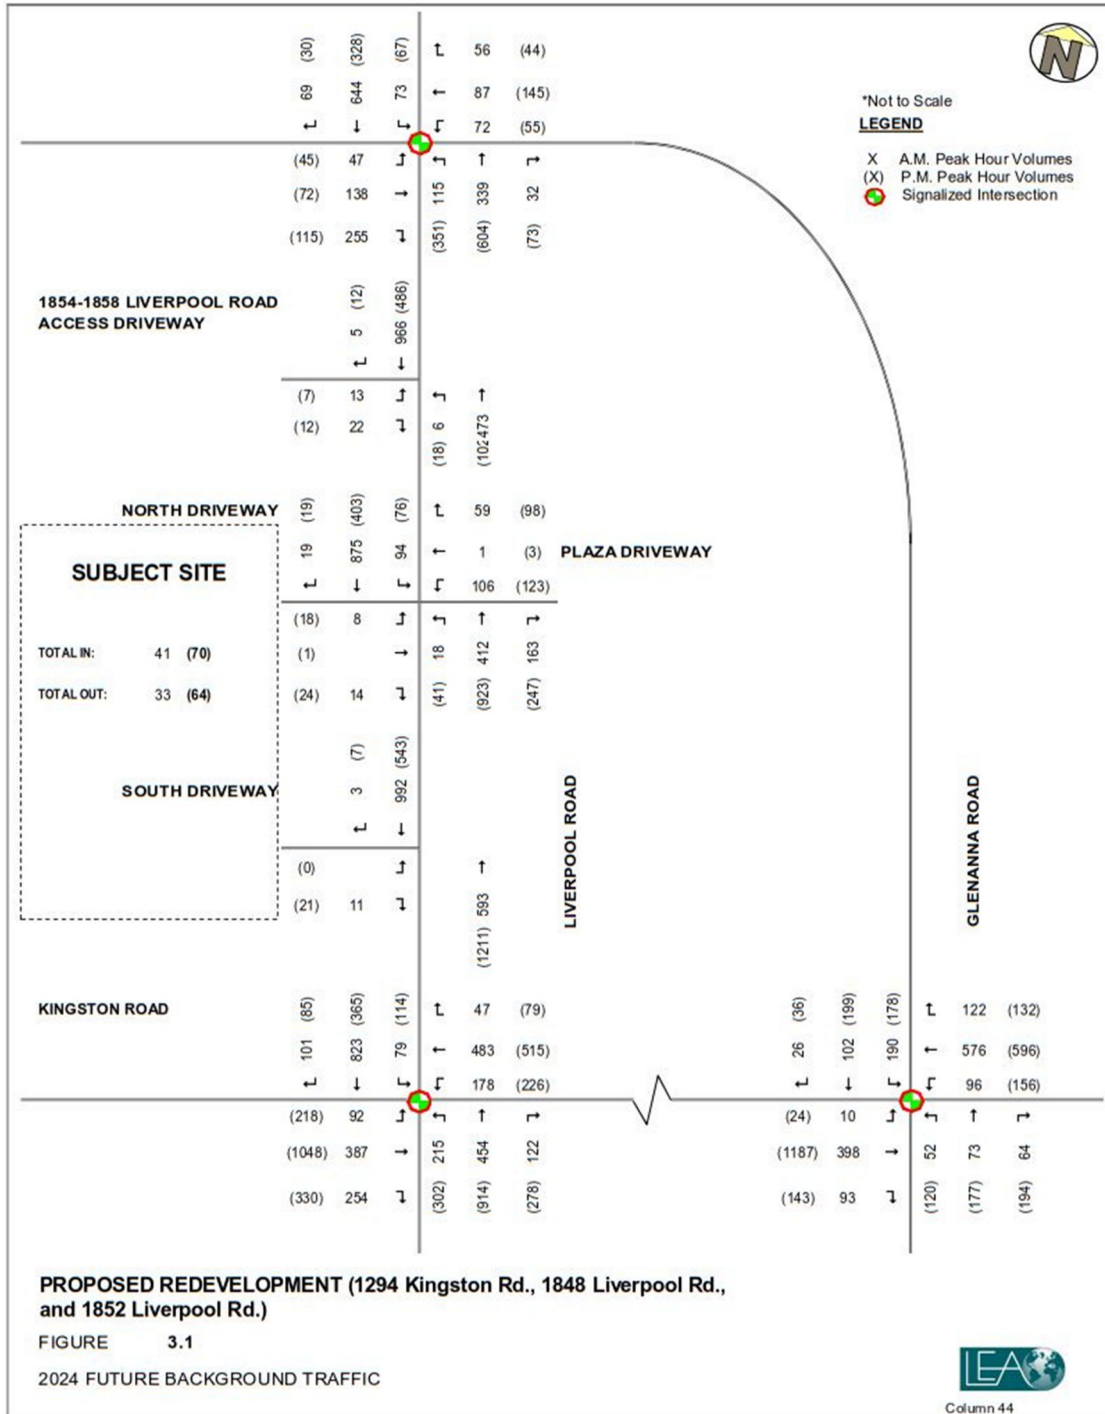 (30) (328) (67) 56 (44)
69 644 73 87 (145)
72 (55)
N
*Not to Scale
LEGEND
X A.M. Peak Hour Volumes
(X) P.M. Peak Hour Volumes
Signalized Intersection
(45) 47
(72) 138 115 339 32
(115) 255 (351) (604) (73)
1854-1858 LIVERPOOL ROAD
ACCESS DRIVEWAY
(12) (486)
5 966
(7) 13
(12) 22 6 473
(18) (102
NORTH DRIVEWAY (19) (403) (76) 59 (98)
19 875 94 1 (3) PLAZA DRIVEWAY
106 (123)
SUBJECT SITE
(18) 8
TOTAL IN: 41 (70) (1) 18 412 163
TOTAL OUT: 33 (64) (24) 14 (41) (923) (247)
(7) (543)
SOUTH DRIVEWAY 3 992
LIVERPOOL ROAD
GLENANNA ROAD
(0)
(21) 11 593
(1211)
KINGSTON ROAD (85) (365) (114) 47 (79) (36) (199) (178) 122 (132)
101 823 79 483 (515) 26 102 190 576 (596)
178 (226) 96 (156)
(218) 92 (24) 10
(1048) 387 215 454 122 (1187) 398 52 73 64
(330) 254 (302) (914) (278) (143) 93 (120) (177) (194)
PROPOSED REDEVELOPMENT (1294 Kingston Rd., 1848 Liverpool Rd.,
and 1852 Liverpool Rd.)
FIGURE 3.1
2024 FUTURE BACKGROUND TRAFFIC
LEA
Column 44